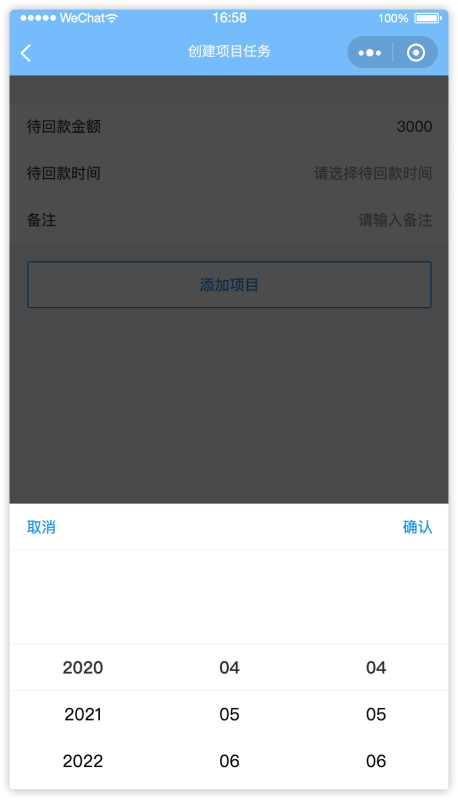 WeChat 16:58 100%
创建项目任务
待回款金额 3000
待回款时间 请选择待回款时间
备注 请输入备注
添加项目
取消 确认
2020 04 04
2021 05 05
2022 06 06